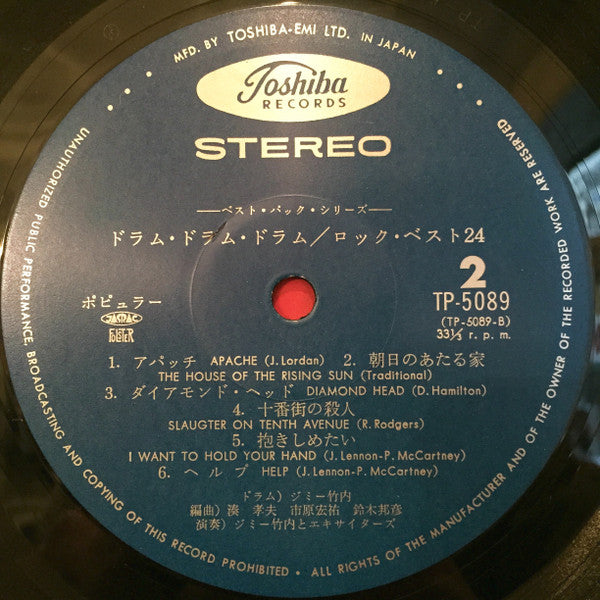 MFD. BY TOSHIBA-EMI LTD. IN JAPAN
Toshiba
RECORDS
STEREO
ベスト・パック・シリーズ
ドラム・ドラム・ドラム/ロック・ベスト24
2
ポピュラー
TP-5089
(TP-5089-B)
33⅓ r. p. m.
JASRAC
1. アパッチ APACHE (J. Lordan) 2. 朝日のあたる家
THE HOUSE OF THE RISING SUN (Traditional)
3. ダイアモンド・ヘッド DIAMOND HEAD (D. Hamilton)
4. 十番街の殺人
SLAUGTER ON TENTH AVENUE (R. Rodgers)
5. 抱きしめたい
I WANT TO HOLD YOUR HAND (J. Lennon-P. McCartney)
6. ヘルプ HELP (J. Lennon-P. McCartney)
ドラム) ジミー竹内
編曲) 湊 孝夫 市原宏祐 鈴木邦彦
演奏) ジミー竹内とエキサイターズ
UNAUTHORIZED PUBLIC PERFORMANCE, BROADCASTING AND COPYING OF THIS RECORD PROHIBITED • ALL RIGHTS OF THE MANUFACTURER AND OF THE OWNER OF THE RECORDED WORK ARE RESERVED